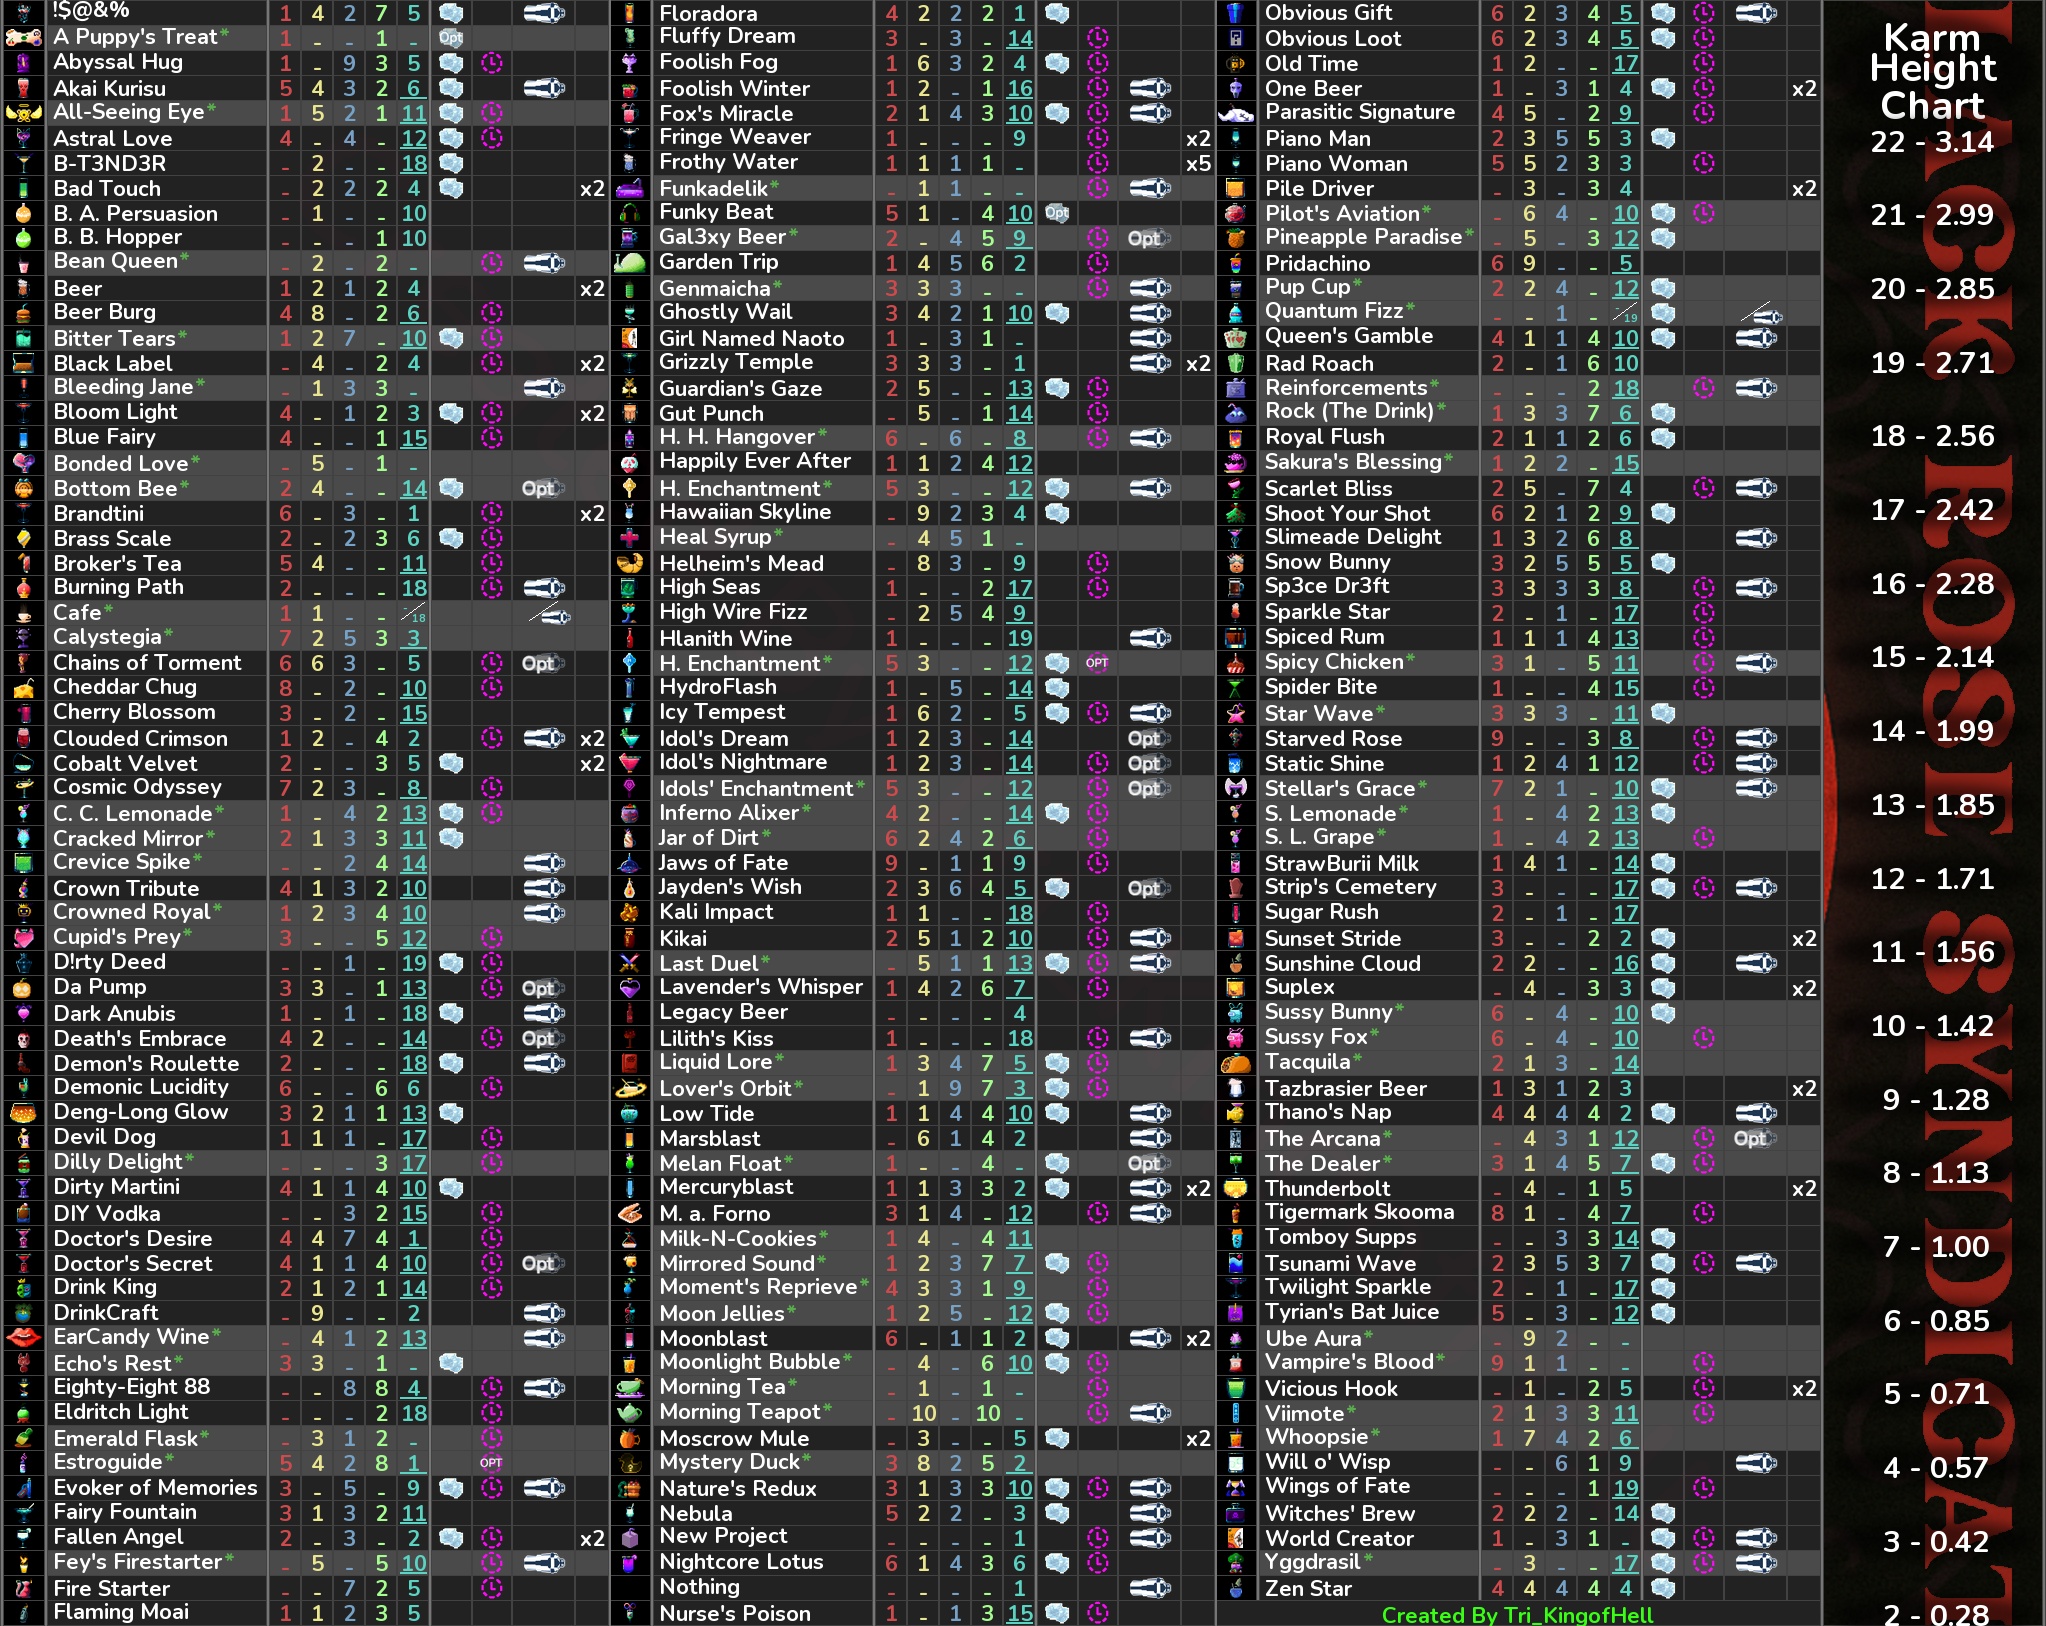 !$@&% 1 4 2 7 5
A Puppy's Treat* 1 - - 1 - Opt
Abyssal Hug 1 - 9 3 5
Akai Kurisu 5 4 3 2 6
All-Seeing Eye* 1 5 2 1 11
Astral Love 4 - 4 - 12
B-T3ND3R - 2 - - 18
Bad Touch - 2 2 2 4 x2
B. A. Persuasion - 1 - - 10
B. B. Hopper - - - 1 10
Bean Queen* - 2 - 2 -
Beer 1 2 1 2 4 x2
Beer Burg 4 8 - 2 6
Bitter Tears* 1 2 7 - 10
Black Label - 4 - 2 4 x2
Bleeding Jane* - 1 3 3 -
Bloom Light 4 - 1 2 3 x2
Blue Fairy 4 - - 1 15
Bonded Love* - 5 - 1 -
Bottom Bee* 2 4 - - 14 Opt
Brandtini 6 - 3 - 1 x2
Brass Scale 2 - 2 3 6
Broker's Tea 5 4 - - 11
Burning Path 2 - - - 18
Cafe* 1 1 - - -/18
Calystegia* 7 2 5 3 3
Chains of Torment 6 6 3 - 5 Opt
Cheddar Chug 8 - 2 - 10
Cherry Blossom 3 - 2 - 15
Clouded Crimson 1 2 - 4 2 x2
Cobalt Velvet 2 - - 3 5 x2
Cosmic Odyssey 7 2 3 - 8
C. C. Lemonade* 1 - 4 2 13
Cracked Mirror* 2 1 3 3 11
Crevice Spike* - - 2 4 14
Crown Tribute 4 1 3 2 10
Crowned Royal* 1 2 3 4 10
Cupid's Prey* 3 - - 5 12
D!rty Deed - - 1 - 19
Da Pump 3 3 - 1 13 Opt
Dark Anubis 1 - 1 - 18
Death's Embrace 4 2 - - 14 Opt
Demon's Roulette 2 - - - 18
Demonic Lucidity 6 - - 6 6
Deng-Long Glow 3 2 1 1 13
Devil Dog 1 1 1 - 17
Dilly Delight* - - - 3 17
Dirty Martini 4 1 1 4 10
DIY Vodka - - 3 2 15
Doctor's Desire 4 4 7 4 1
Doctor's Secret 4 1 1 4 10 Opt
Drink King 2 1 2 1 14
DrinkCraft - 9 - - 2
EarCandy Wine* - 4 1 2 13
Echo's Rest* 3 3 - 1 -
Eighty-Eight 88 - - 8 8 4
Eldritch Light - - - 2 18
Emerald Flask* - 3 1 2 -
Estroguide* 5 4 2 8 1 OPT
Evoker of Memories 3 - 5 - 9
Fairy Fountain 3 1 3 2 11
Fallen Angel 2 - 3 - 2 x2
Fey's Firestarter* - 5 - 5 10
Fire Starter - - 7 2 5
Flaming Moai 1 1 2 3 5
Floradora 4 2 2 2 1
Fluffy Dream 3 - 3 - 14
Foolish Fog 1 6 3 2 4
Foolish Winter 1 2 - 1 16
Fox's Miracle 2 1 4 3 10
Fringe Weaver 1 - - - 9 x2
Frothy Water 1 1 1 1 - x5
Funkadelik* - 1 1 - -
Funky Beat 5 1 - 4 10 Opt
Gal3xy Beer* 2 - 4 5 9 Opt
Garden Trip 1 4 5 6 2
Genmaicha* 3 3 3 - -
Ghostly Wail 3 4 2 1 10
Girl Named Naoto 1 - 3 1 -
Grizzly Temple 3 3 3 - 1 x2
Guardian's Gaze 2 5 - - 13
Gut Punch - 5 - 1 14
H. H. Hangover* 6 - 6 - 8
Happily Ever After 1 1 2 4 12
H. Enchantment* 5 3 - - 12
Hawaiian Skyline - 9 2 3 4
Heal Syrup* - 4 5 1 -
Helheim's Mead - 8 3 - 9
High Seas 1 - - 2 17
High Wire Fizz - 2 5 4 9
Hlanith Wine 1 - - - 19
H. Enchantment* 5 3 - - 12 OPT
HydroFlash 1 - 5 - 14
Icy Tempest 1 6 2 - 5
Idol's Dream 1 2 3 - 14 Opt
Idol's Nightmare 1 2 3 - 14 Opt
Idols' Enchantment* 5 3 - - 12 Opt
Inferno Alixer* 4 2 - - 14
Jar of Dirt* 6 2 4 2 6
Jaws of Fate 9 - 1 1 9
Jayden's Wish 2 3 6 4 5 Opt
Kali Impact 1 1 - - 18
Kikai 2 5 1 2 10
Last Duel* - 5 1 1 13
Lavender's Whisper 1 4 2 6 7
Legacy Beer - - - - 4
Lilith's Kiss 1 - - - 18
Liquid Lore* 1 3 4 7 5
Lover's Orbit* - 1 9 7 3
Low Tide 1 1 4 4 10
Marsblast - 6 1 4 2
Melan Float* 1 - - 4 - Opt
Mercuryblast 1 1 3 3 2 x2
M. a. Forno 3 1 4 - 12
Milk-N-Cookies* 1 4 - 4 11
Mirrored Sound* 1 2 3 7 7
Moment's Reprieve* 4 3 3 1 9
Moon Jellies* 1 2 5 - 12
Moonblast 6 - 1 1 2 x2
Moonlight Bubble* - 4 - 6 10
Morning Tea* - 1 - 1 -
Morning Teapot* - 10 - 10 -
Moscrow Mule - 3 - - 5 x2
Mystery Duck* 3 8 2 5 2
Nature's Redux 3 1 3 3 10
Nebula 5 2 2 - 3
New Project - - - - 1
Nightcore Lotus 6 1 4 3 6
Nothing - - - - 1
Nurse's Poison 1 - 1 3 15
Obvious Gift 6 2 3 4 5
Obvious Loot 6 2 3 4 5
Old Time 1 2 - - 17
One Beer 1 - 3 1 4 x2
Parasitic Signature 4 5 - 2 9
Piano Man 2 3 5 5 3
Piano Woman 5 5 2 3 3
Pile Driver - 3 - 3 4 x2
Pilot's Aviation* - 6 4 - 10
Pineapple Paradise* - 5 - 3 12
Pridachino 6 9 - - 5
Pup Cup* 2 2 4 - 12
Quantum Fizz* - - 1 - /19
Queen's Gamble 4 1 1 4 10
Rad Roach 2 - 1 6 10
Reinforcements* - - - 2 18
Rock (The Drink)* 1 3 3 7 6
Royal Flush 2 1 1 2 6
Sakura's Blessing* 1 2 2 - 15
Scarlet Bliss 2 5 - 7 4
Shoot Your Shot 6 2 1 2 9
Slimeade Delight 1 3 2 6 8
Snow Bunny 3 2 5 5 5
Sp3ce Dr3ft 3 3 3 3 8
Sparkle Star 2 - 1 - 17
Spiced Rum 1 1 1 4 13
Spicy Chicken* 3 1 - 5 11
Spider Bite 1 - - 4 15
Star Wave* 3 3 3 - 11
Starved Rose 9 - - 3 8
Static Shine 1 2 4 1 12
Stellar's Grace* 7 2 1 - 10
S. Lemonade* 1 - 4 2 13
S. L. Grape* 1 - 4 2 13
StrawBurii Milk 1 4 1 - 14
Strip's Cemetery 3 - - - 17
Sugar Rush 2 - 1 - 17
Sunset Stride 3 - - 2 2 x2
Sunshine Cloud 2 2 - - 16
Suplex - 4 - 3 3 x2
Sussy Bunny* 6 - 4 - 10
Sussy Fox* 6 - 4 - 10
Tacquila* 2 1 3 - 14
Tazbrasier Beer 1 3 1 2 3 x2
Thano's Nap 4 4 4 4 2
The Arcana* - 4 3 1 12 Opt
The Dealer* 3 1 4 5 7
Thunderbolt - 4 - 1 5 x2
Tigermark Skooma 8 1 - 4 7
Tomboy Supps - - 3 3 14
Tsunami Wave 2 3 5 3 7
Twilight Sparkle 2 - 1 - 17
Tyrian's Bat Juice 5 - 3 - 12
Ube Aura* - 9 2 - -
Vampire's Blood* 9 1 1 - -
Vicious Hook - 1 - 2 5 x2
Viimote* 2 1 3 3 11
Whoopsie* 1 7 4 2 6
Will o' Wisp - - 6 1 9
Wings of Fate - - - 1 19
Witches' Brew 2 2 2 - 14
World Creator 1 - 3 1 -
Yggdrasil* - 3 - - 17
Zen Star 4 4 4 4 4
Created By Tri_KingofHell
Karm
Height
Chart
22 - 3.14
21 - 2.99
20 - 2.85
19 - 2.71
18 - 2.56
17 - 2.42
16 - 2.28
15 - 2.14
14 - 1.99
13 - 1.85
12 - 1.71
11 - 1.56
10 - 1.42
9 - 1.28
8 - 1.13
7 - 1.00
6 - 0.85
5 - 0.71
4 - 0.57
3 - 0.42
2 - 0.28
ROSE SYNDICAT